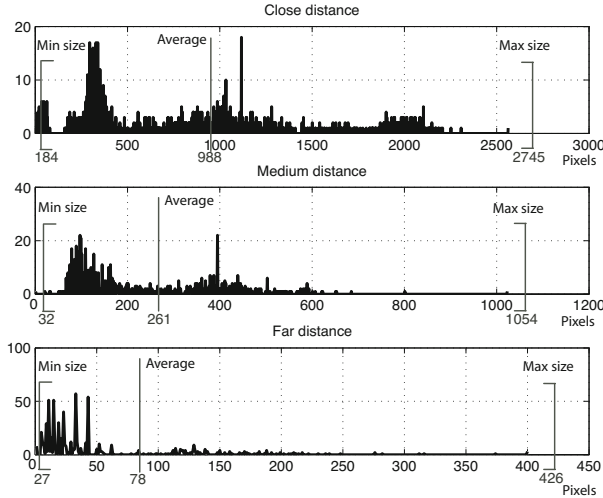 Close distance
20
Min size
Average
Max size
10
0
500
1000
1500
2000
2500
3000
184
988
2745
Pixels
Medium distance
40
Min size
Average
Max size
20
0
0
200
400
600
800
1000
1200
32
261
1054
Pixels
Far distance
100
Min size
Average
Max size
50
0
0
50
100
150
200
250
300
350
400
450
27
78
426
Pixels